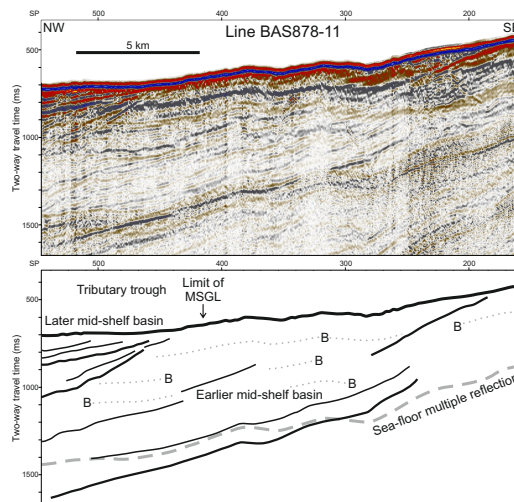 Line BAS878-11
SP 500 400 300 200
NW SE
5 km
500
1000
1500
Two-way travel time (ms)
SP 500 400 300 200
Tributary trough
Limit of
MSGL
Later mid-shelf basin
B
B
B
B
B
Earlier mid-shelf basin
Sea-floor multiple reflection
500
1000
1500
Two-way travel time (ms)